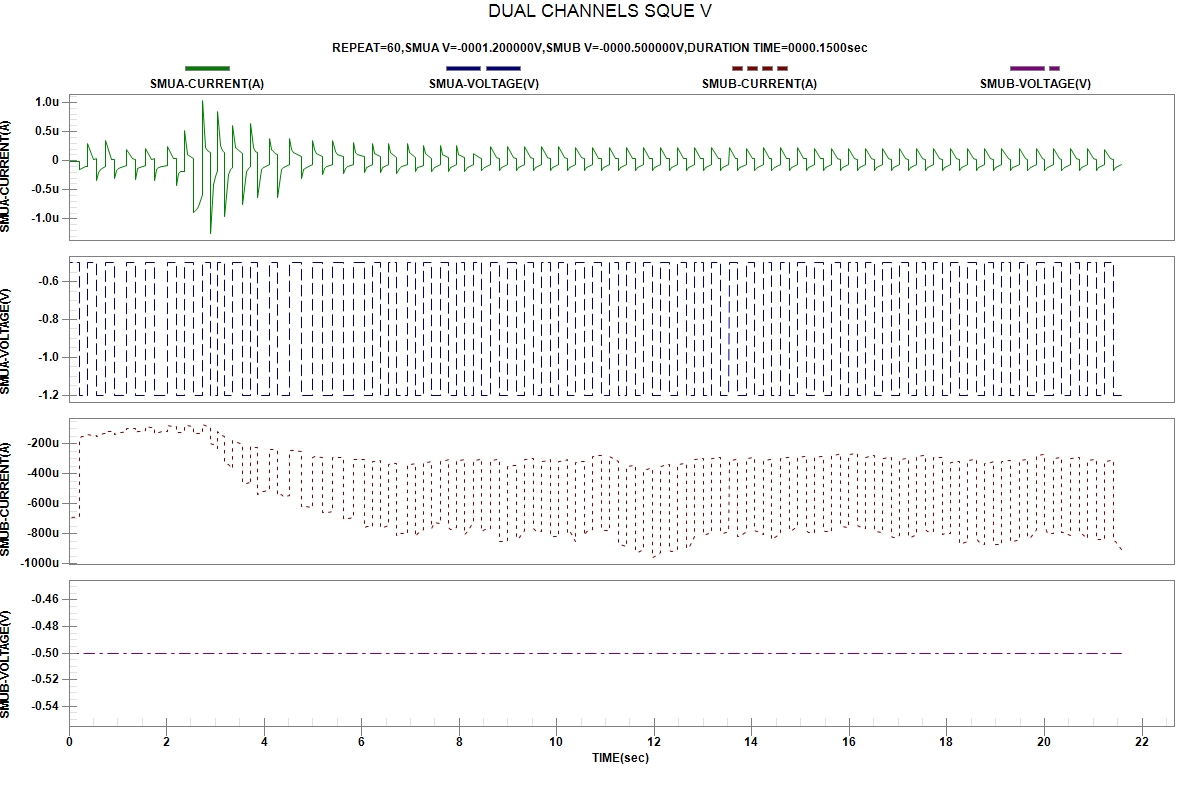 DUAL CHANNELS SQUE V
REPEAT=60,SMUA V=-0001.200000V,SMUB V=-0000.500000V,DURATION TIME=0000.1500sec
SMUA-CURRENT(A) SMUA-VOLTAGE(V) SMUB-CURRENT(A) SMUB-VOLTAGE(V)
SMUA-CURRENT(A)
1.0u
0.5u
0
-0.5u
-1.0u
SMUA-VOLTAGE(V)
-0.6
-0.8
-1.0
-1.2
SMUB-CURRENT(A)
-200u
-400u
-600u
-800u
-1000u
SMUB-VOLTAGE(V)
-0.46
-0.48
-0.50
-0.52
-0.54
0 2 4 6 8 10 12 14 16 18 20 22
TIME(sec)